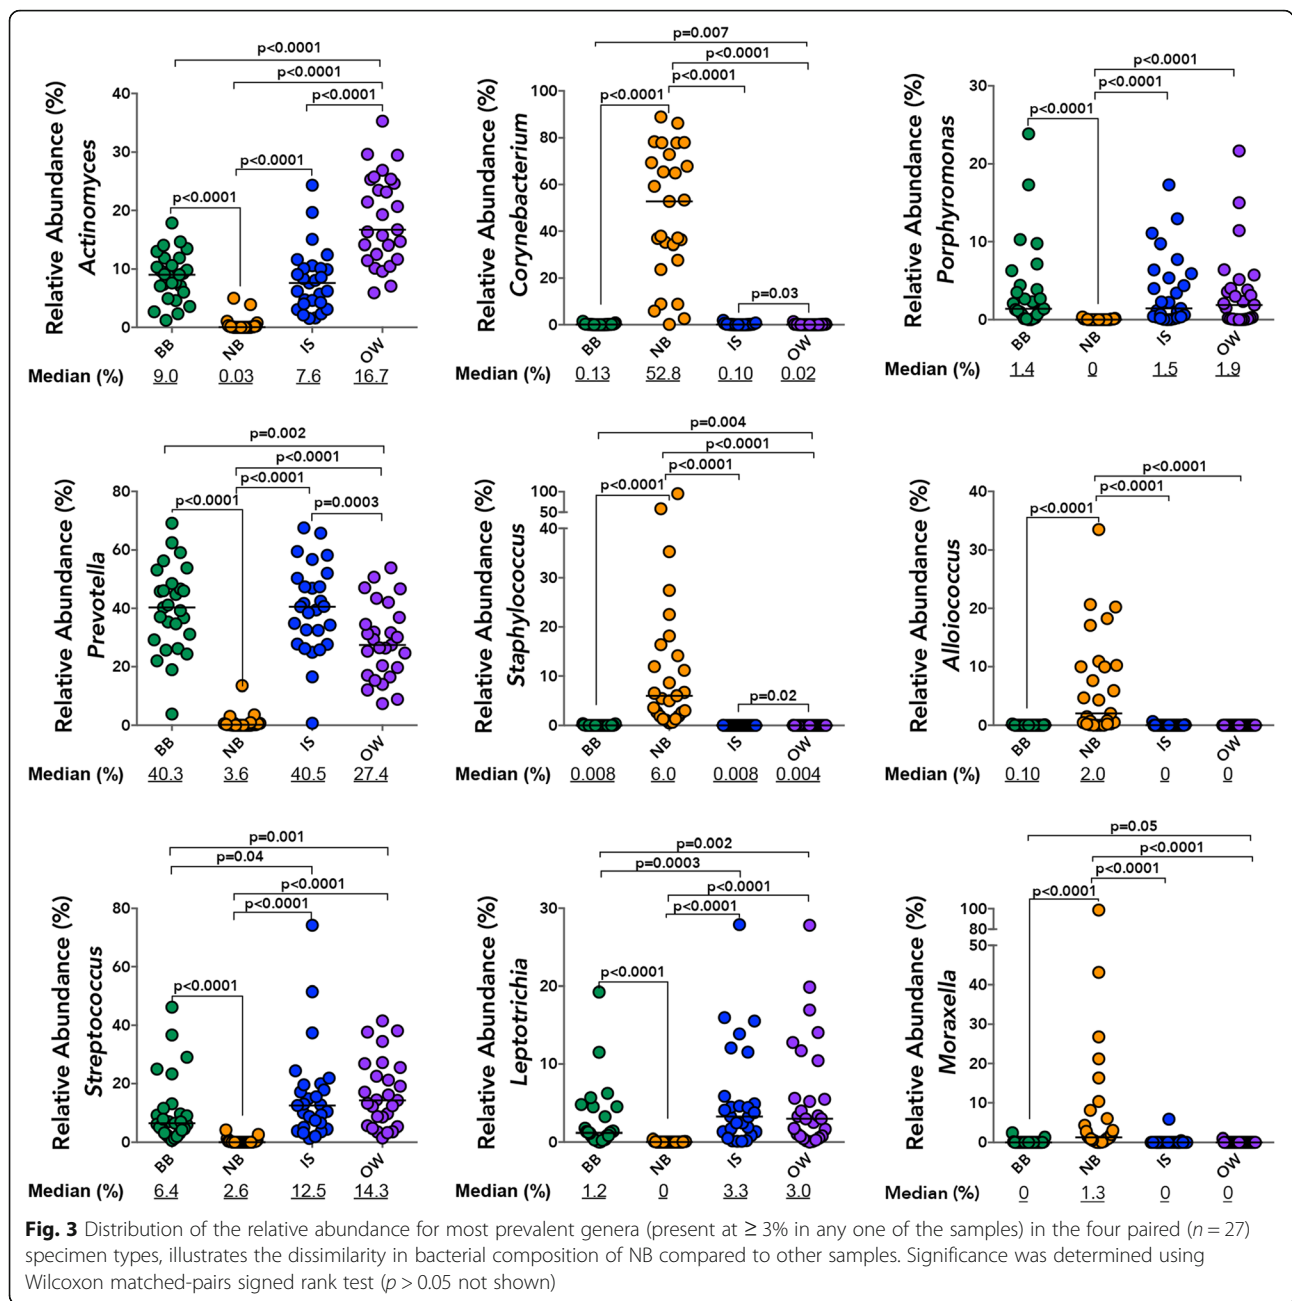 p<0.0001
p<0.0001
p<0.0001
p<0.0001
p<0.0001
Relative Abundance (%)
Actinomyces
40
30
20
10
0
BB NB IS OW
Median (%) 9.0 0.03 7.6 16.7
p=0.007
p<0.0001
p<0.0001
p<0.0001
p=0.03
Relative Abundance (%)
Corynebacterium
100
80
60
40
20
0
BB NB IS OW
Median (%) 0.13 52.8 0.10 0.02
p<0.0001
p<0.0001
p<0.0001
Relative Abundance (%)
Porphyromonas
30
20
10
0
BB NB IS OW
Median (%) 1.4 0 1.5 1.9
p=0.002
p<0.0001
p<0.0001
p<0.0001
p=0.0003
Relative Abundance (%)
Prevotella
80
60
40
20
0
BB NB IS OW
Median (%) 40.3 3.6 40.5 27.4
p=0.004
p<0.0001
p<0.0001
p<0.0001
p=0.02
Relative Abundance (%)
Staphylococcus
100
50
40
30
20
10
0
BB NB IS OW
Median (%) 0.008 6.0 0.008 0.004
p<0.0001
p<0.0001
p<0.0001
Relative Abundance (%)
Alloiococcus
40
30
20
10
0
BB NB IS OW
Median (%) 0.10 2.0 0 0
p=0.001
p=0.04
p<0.0001
p<0.0001
p<0.0001
Relative Abundance (%)
Streptococcus
80
60
40
20
0
BB NB IS OW
Median (%) 6.4 2.6 12.5 14.3
p=0.002
p=0.0003
p<0.0001
p<0.0001
p<0.0001
Relative Abundance (%)
Leptotrichia
30
20
10
0
BB NB IS OW
Median (%) 1.2 0 3.3 3.0
p=0.05
p<0.0001
p<0.0001
p<0.0001
Relative Abundance (%)
Moraxella
100
80
50
40
30
20
10
0
BB NB IS OW
Median (%) 0 1.3 0 0
Fig. 3 Distribution of the relative abundance for most prevalent genera (present at ≥ 3% in any one of the samples) in the four paired (n = 27)
specimen types, illustrates the dissimilarity in bacterial composition of NB compared to other samples. Significance was determined using
Wilcoxon matched-pairs signed rank test (p > 0.05 not shown)